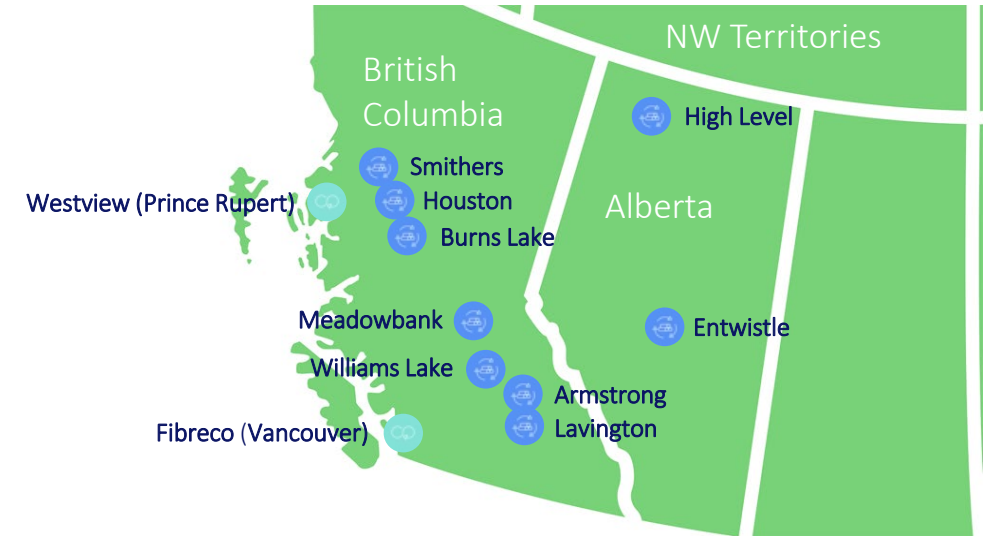 NW Territories
British
Columbia
High Level
Smithers
Westview (Prince Rupert)
Houston
Alberta
Burns Lake
Meadowbank
Entwistle
Williams Lake
Armstrong
Fibreco (Vancouver)
Lavington